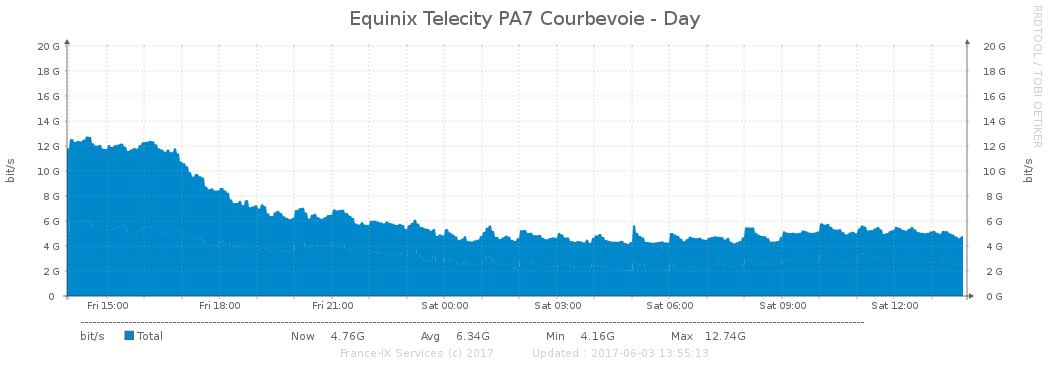 Equinix Telecity PA7 Courbevoie - Day
RRDTOOL / TOBI OETIKER
20 G 20 G
18 G 18 G
16 G 16 G
14 G 14 G
12 G 12 G
10 G 10 G
8 G 8 G
6 G 6 G
4 G 4 G
2 G 2 G
0 0 G
bit/s bit/s
Fri 15:00 Fri 18:00 Fri 21:00 Sat 00:00 Sat 03:00 Sat 06:00 Sat 09:00 Sat 12:00
bit/s Total Now 4.76G Avg 6.34G Min 4.16G Max 12.74G
France-IX Services (c) 2017 Updated : 2017-06-03 13:55:13